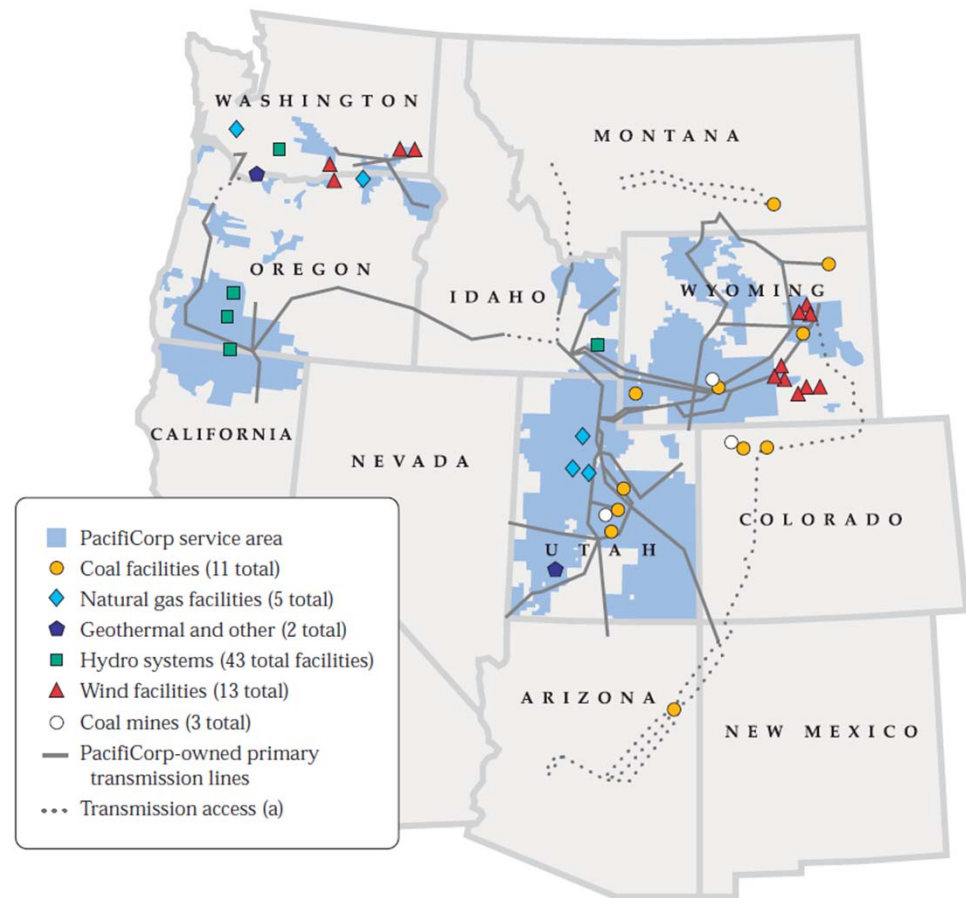 WASHINGTON
MONTANA
OREGON
IDAHO
WYOMING
CALIFORNIA
NEVADA
UTAH
COLORADO
ARIZONA
NEW MEXICO
PacifiCorp service area
Coal facilities (11 total)
Natural gas facilities (5 total)
Geothermal and other (2 total)
Hydro systems (43 total facilities)
Wind facilities (13 total)
Coal mines (3 total)
PacifiCorp-owned primary
transmission lines
Transmission access (a)